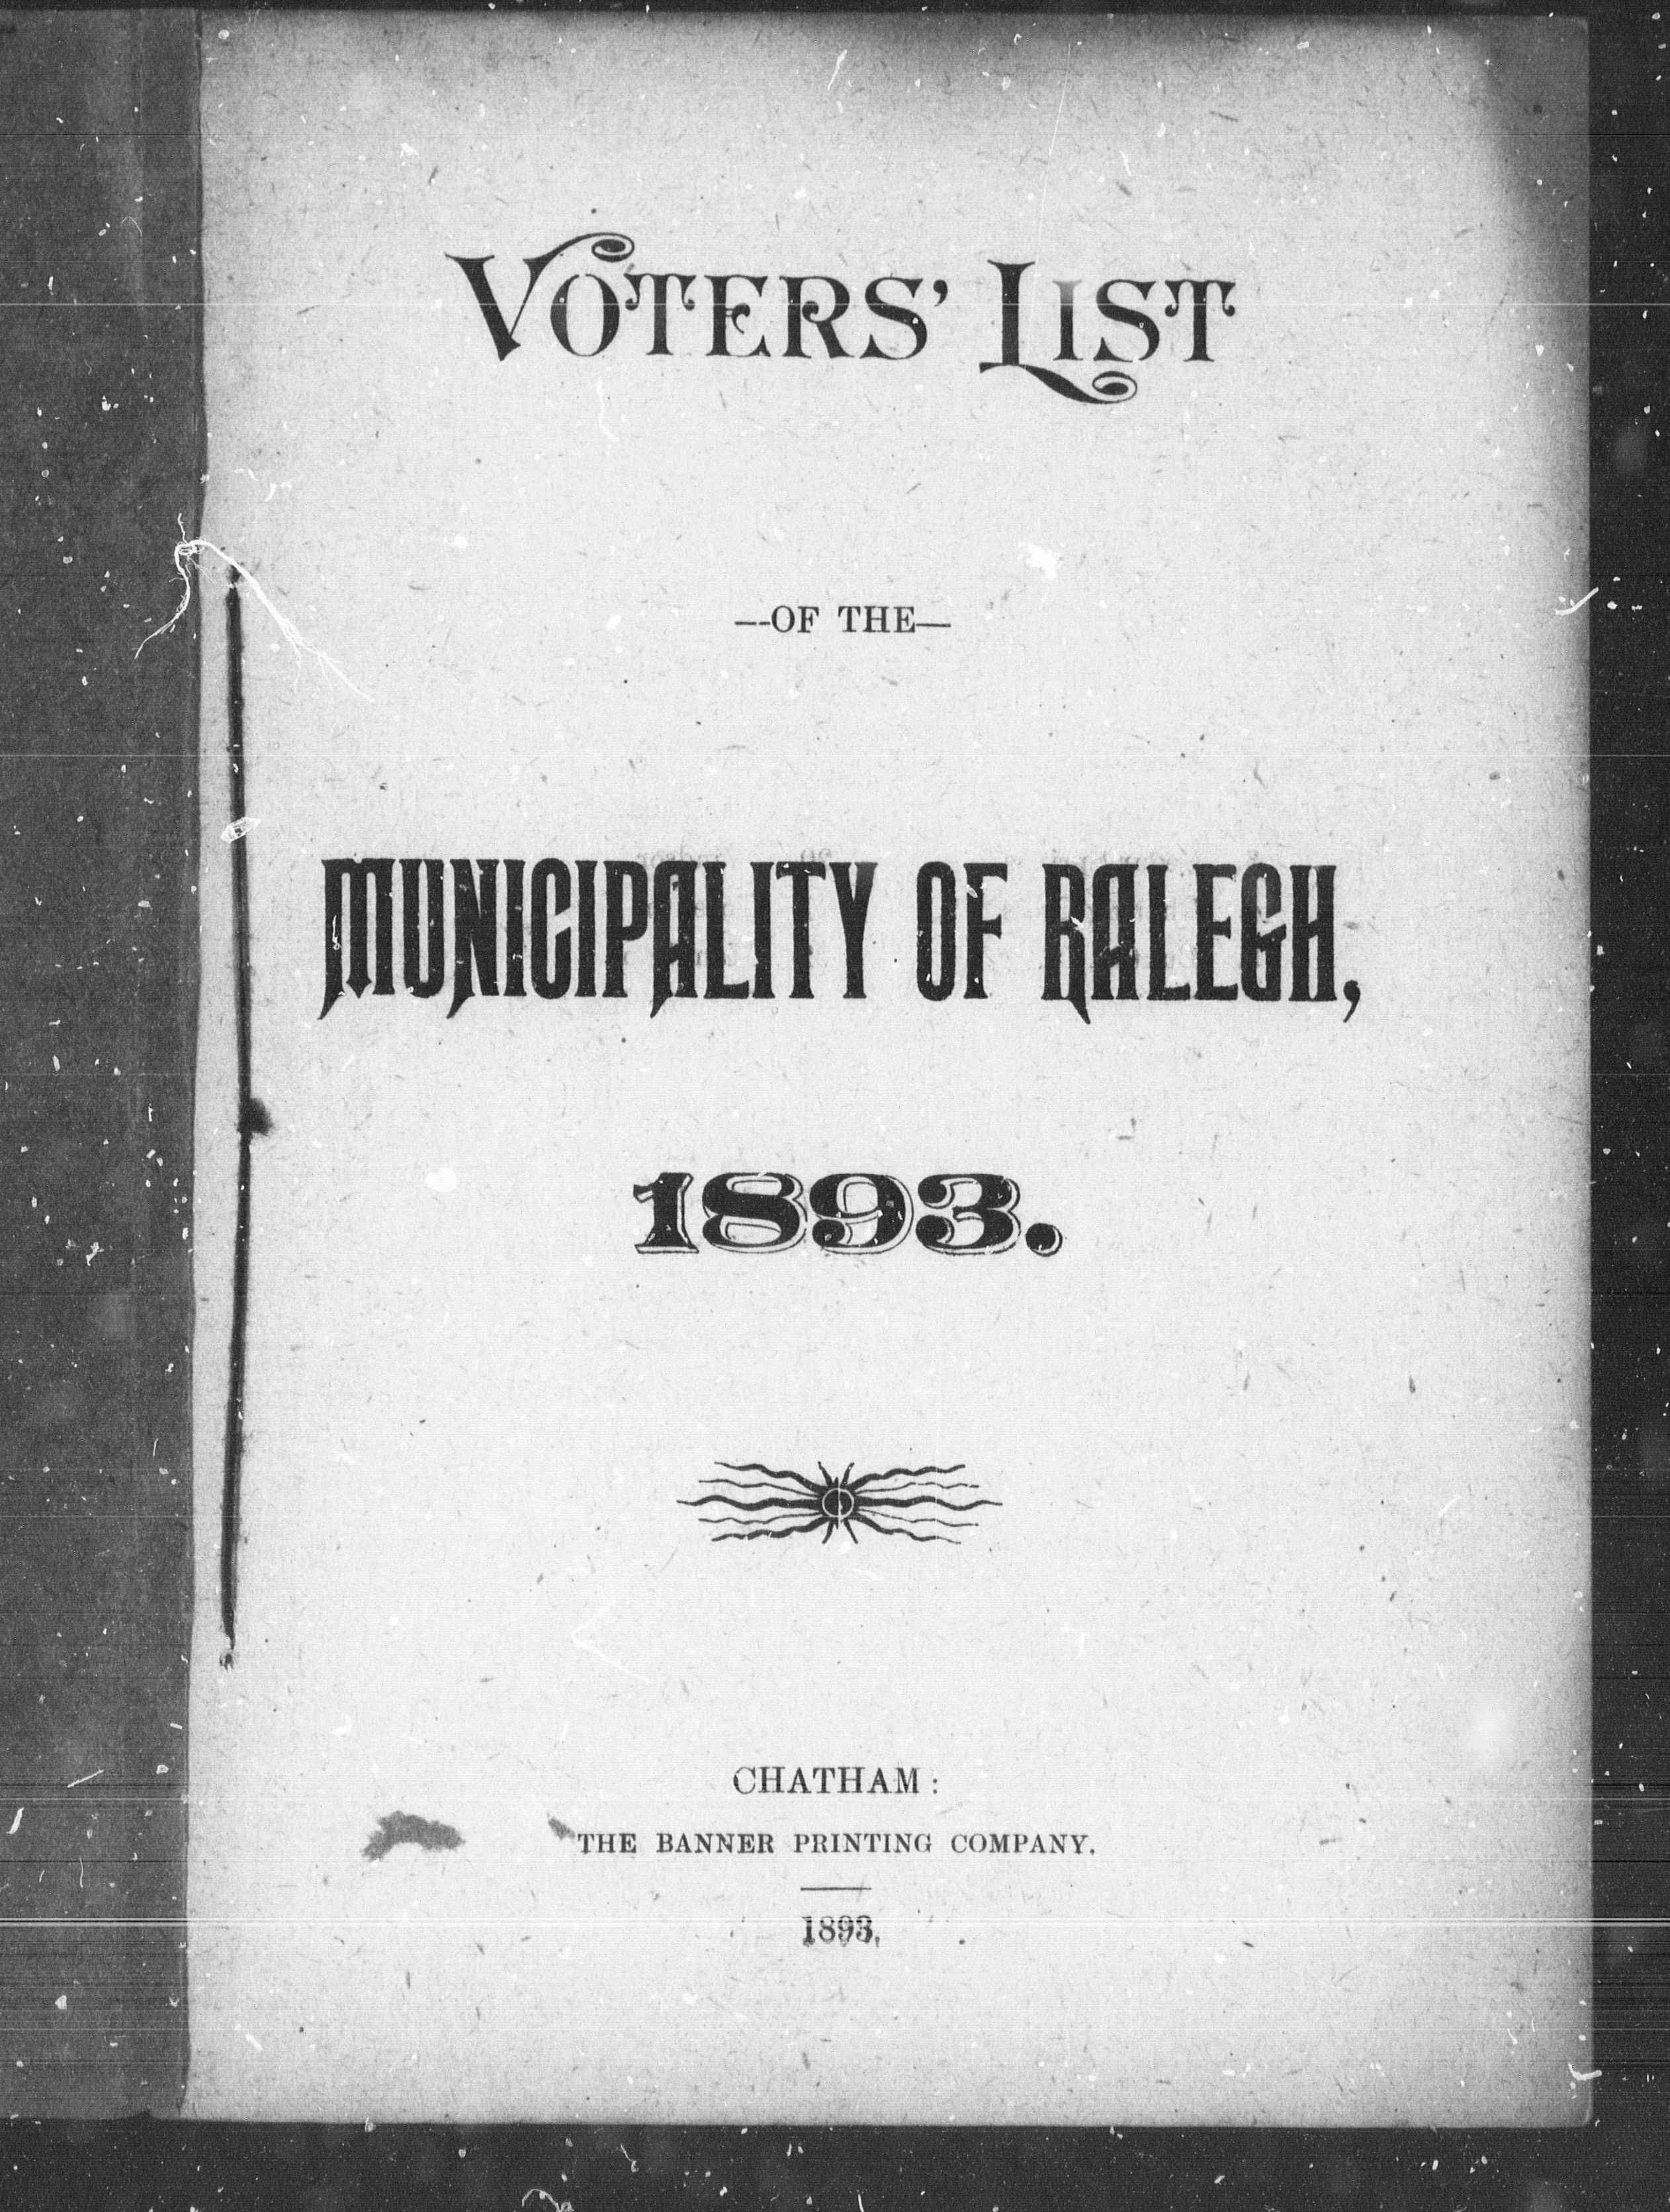 VOTERS' LIST
—OF THE—
MUNICIPALITY OF RALEGH,
1893.
CHATHAM:
THE BANNER PRINTING COMPANY.
1893.